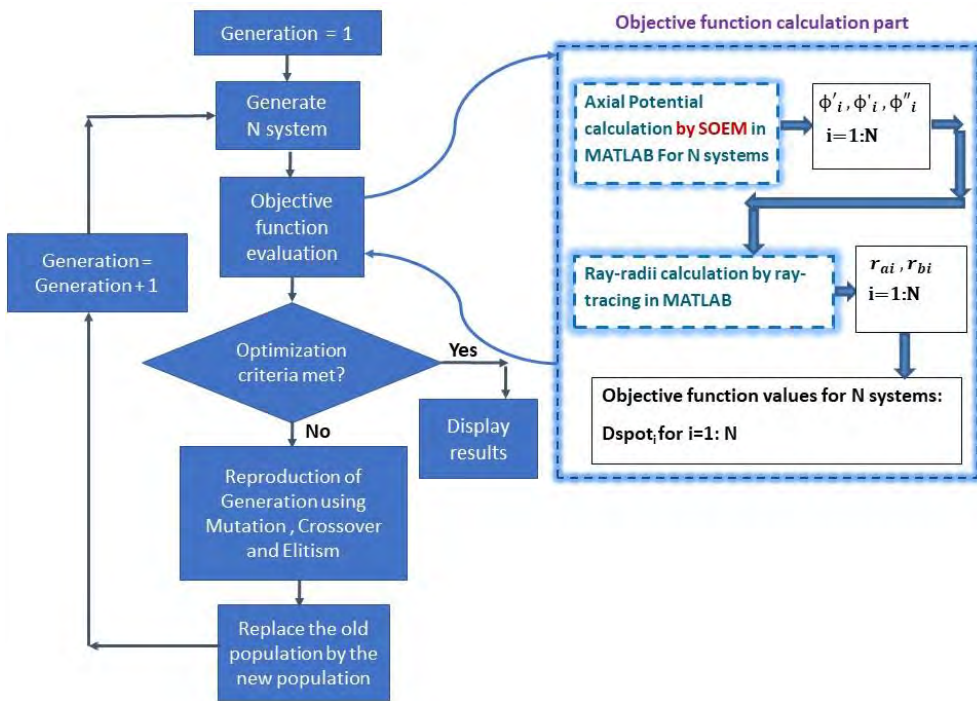 Generation = 1
Generate
N system
Objective
function
evaluation
Generation =
Generation + 1
Optimization
criteria met?
Yes
No
Display
results
Reproduction of
Generation using
Mutation , Crossover
and Elitism
Replace the old
population by the
new population
Objective function calculation part
Axial Potential
calculation by SOEM in
MATLAB For N systems
ϕ′ᵢ , ϕ'ᵢ , ϕ″ᵢ
i=1:N
Ray-radii calculation by ray-
tracing in MATLAB
rₐᵢ , r_bi
i=1:N
Objective function values for N systems:
Dspotᵢ for i=1: N